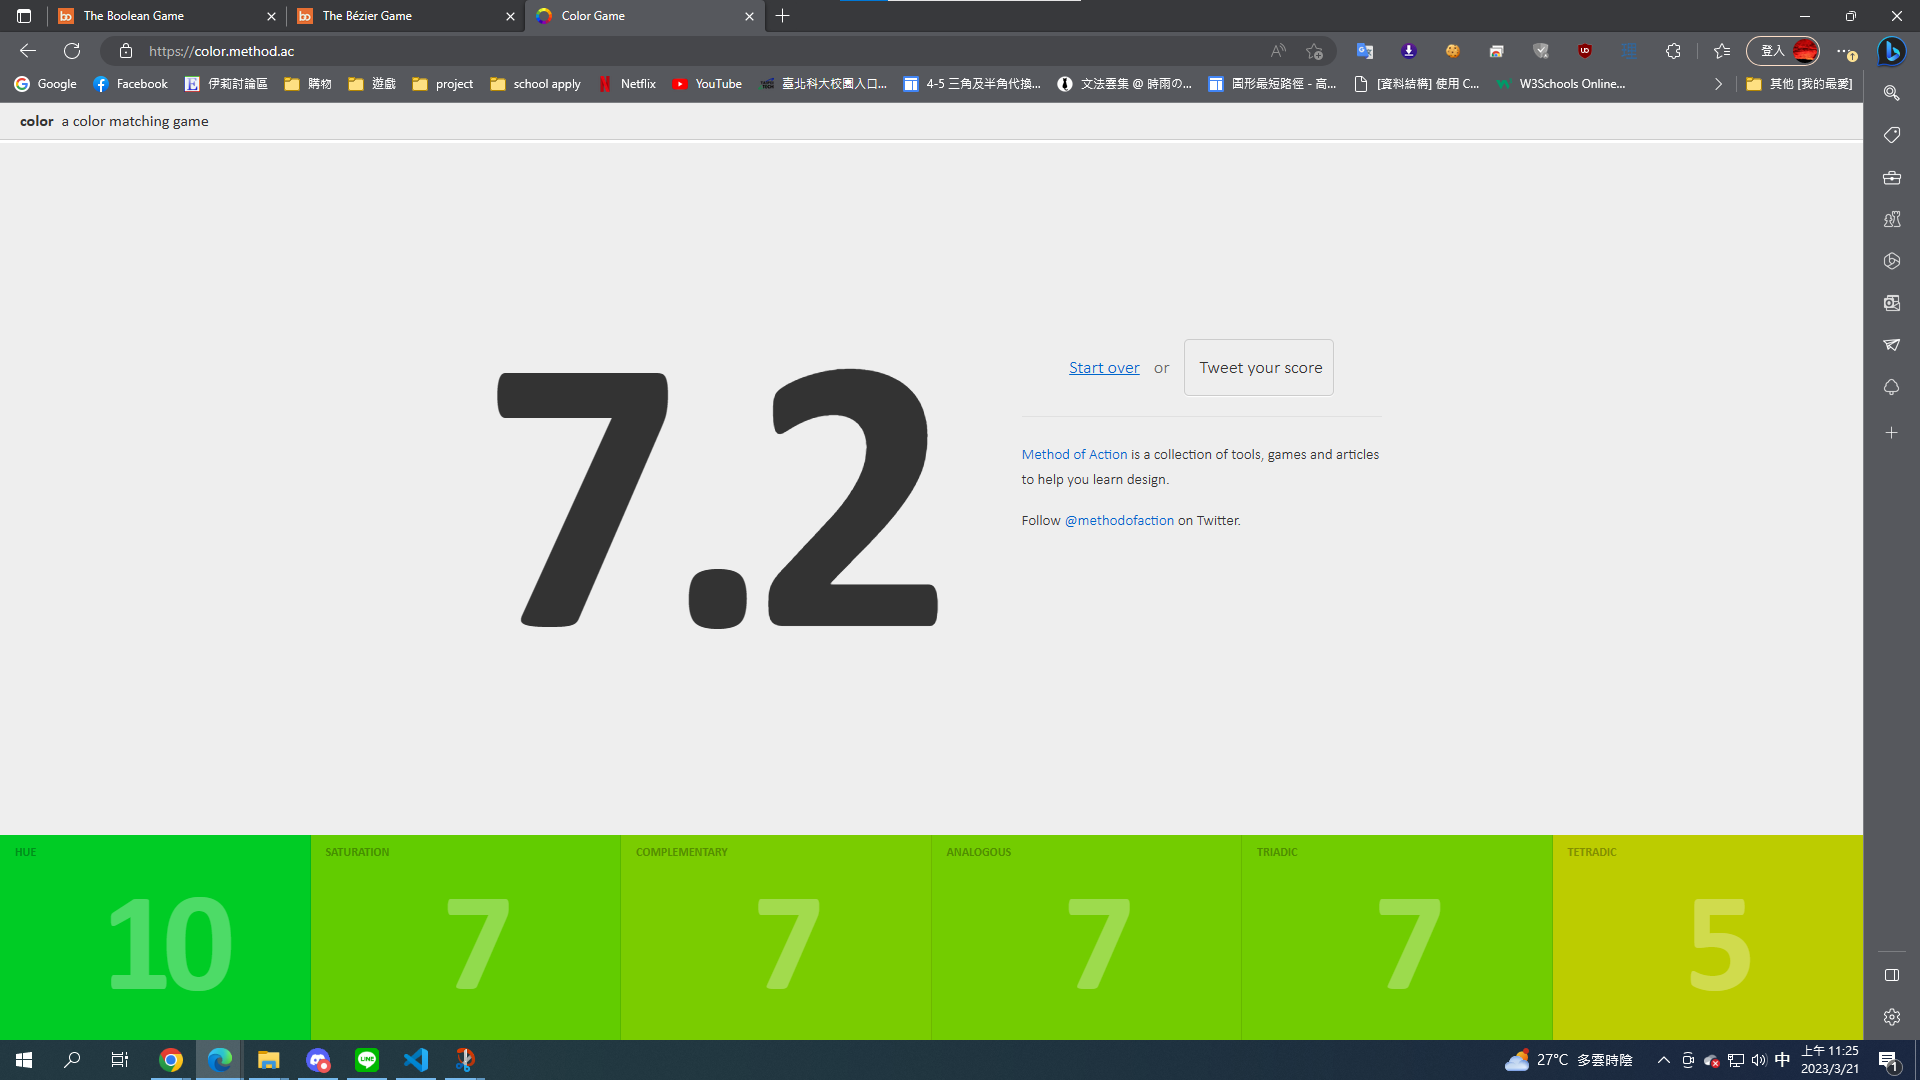 The Boolean Game
The Bézier Game
Color Game
https://color.method.ac
登入
Google
Facebook
伊莉討論區
購物
遊戲
project
school apply
Netflix
YouTube
臺北科大校園入口...
4-5 三角及半角代換...
文法雲集 @ 時雨の...
圖形最短路徑 - 高...
[資料結構] 使用 C...
W3Schools Online...
其他 [我的最愛]
color a color matching game
7.2
Start over or Tweet your score
Method of Action is a collection of tools, games and articles
to help you learn design.
Follow @methodofaction on Twitter.
HUE
10
SATURATION
7
COMPLEMENTARY
7
ANALOGOUS
7
TRIADIC
7
TETRADIC
5
27°C 多雲時陰
中
上午 11:25
2023/3/21
1